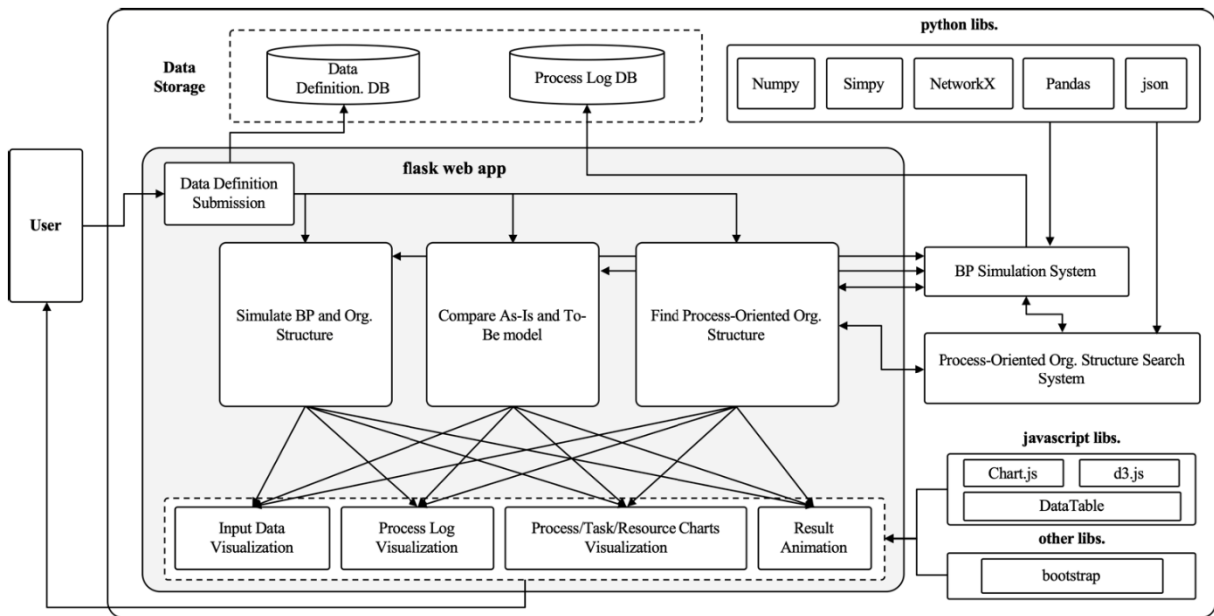 python libs.
Data
Storage
Data
Definition. DB
Process Log DB
Numpy
Simpy
NetworkX
Pandas
json
flask web app
User
Data Definition
Submission
Simulate BP and Org.
Structure
Compare As-Is and To-
Be model
Find Process-Oriented Org.
Structure
BP Simulation System
Process-Oriented Org. Structure Search
System
javascript libs.
Chart.js
d3.js
DataTable
other libs.
bootstrap
Input Data
Visualization
Process Log
Visualization
Process/Task/Resource Charts
Visualization
Result
Animation